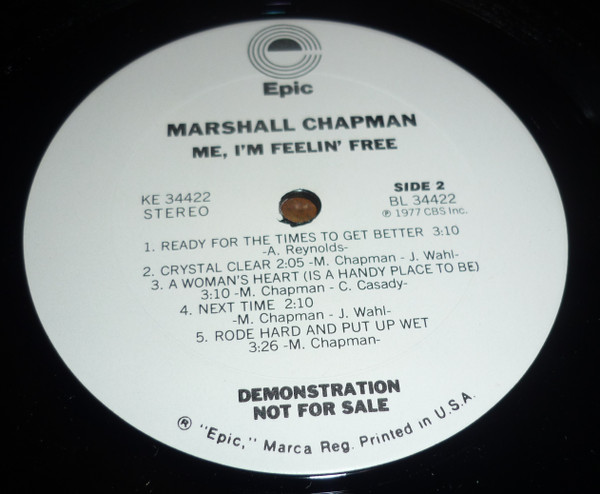 Epic
MARSHALL CHAPMAN
ME, I'M FEELIN' FREE
KE 34422
STEREO
SIDE 2
BL 34422
℗ 1977 CBS Inc.
1. READY FOR THE TIMES TO GET BETTER 3:10
-A. Reynolds-
2. CRYSTAL CLEAR 2:05 -M. Chapman - J. Wahl-
3. A WOMAN'S HEART (IS A HANDY PLACE TO BE)
3:10 -M. Chapman - C. Casady-
4. NEXT TIME 2:10
-M. Chapman - J. Wahl-
5. RODE HARD AND PUT UP WET
3:26 -M. Chapman-
DEMONSTRATION
NOT FOR SALE
® "Epic," Marca Reg. Printed in U.S.A.